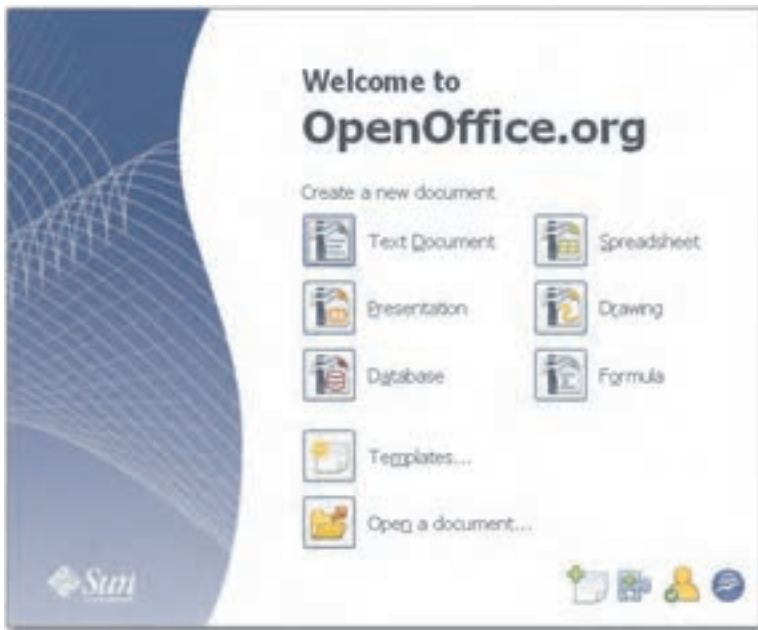 Welcome to
OpenOffice.org
Create a new document
Text Document
Spreadsheet
Presentation
Drawing
Database
Formula
Templates...
Open a document...
Sun